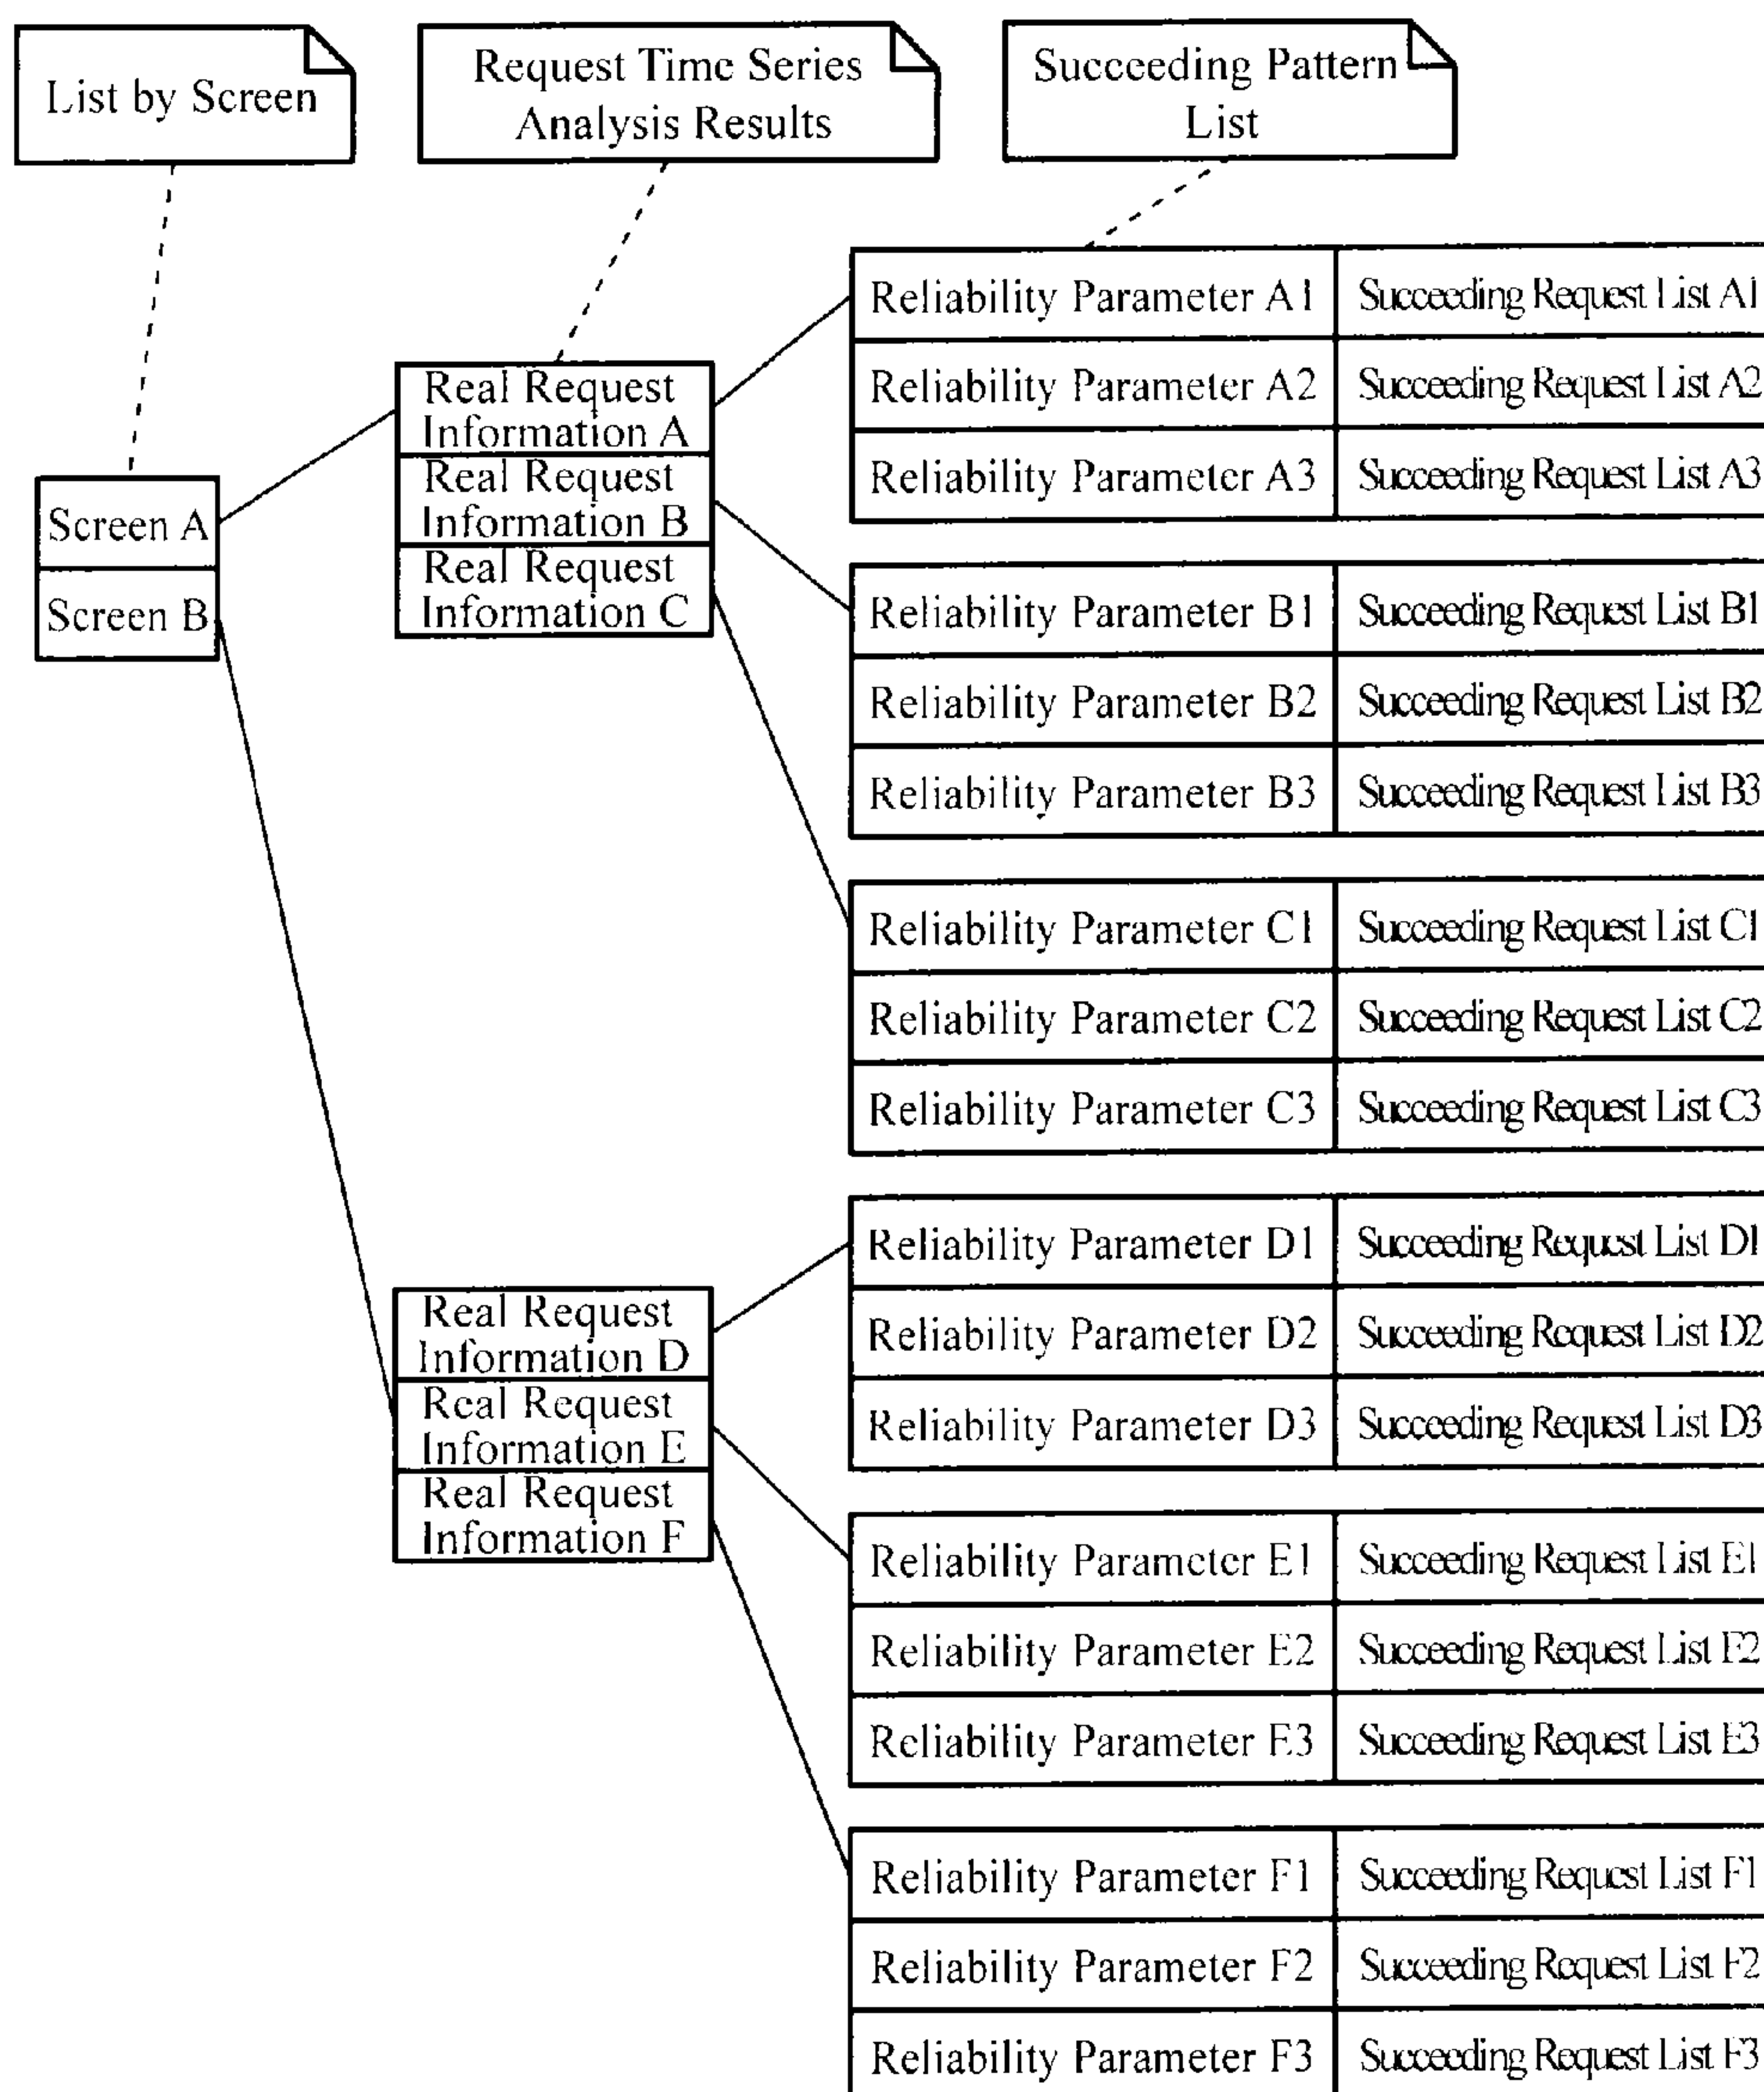 List by Screen
Request Time Series
Analysis Results
Succeeding Pattern
List
Screen A
Screen B
Real Request
Information A
Real Request
Information B
Real Request
Information C
Reliability Parameter A1 Succeeding Request List A1
Reliability Parameter A2 Succeeding Request List A2
Reliability Parameter A3 Succeeding Request List A3
Reliability Parameter B1 Succeeding Request List B1
Reliability Parameter B2 Succeeding Request List B2
Reliability Parameter B3 Succeeding Request List B3
Reliability Parameter C1 Succeeding Request List C1
Reliability Parameter C2 Succeeding Request List C2
Reliability Parameter C3 Succeeding Request List C3
Real Request
Information D
Real Request
Information E
Real Request
Information F
Reliability Parameter D1 Succeeding Request List D1
Reliability Parameter D2 Succeeding Request List D2
Reliability Parameter D3 Succeeding Request List D3
Reliability Parameter E1 Succeeding Request List E1
Reliability Parameter E2 Succeeding Request List E2
Reliability Parameter E3 Succeeding Request List E3
Reliability Parameter F1 Succeeding Request List F1
Reliability Parameter F2 Succeeding Request List F2
Reliability Parameter F3 Succeeding Request List F3